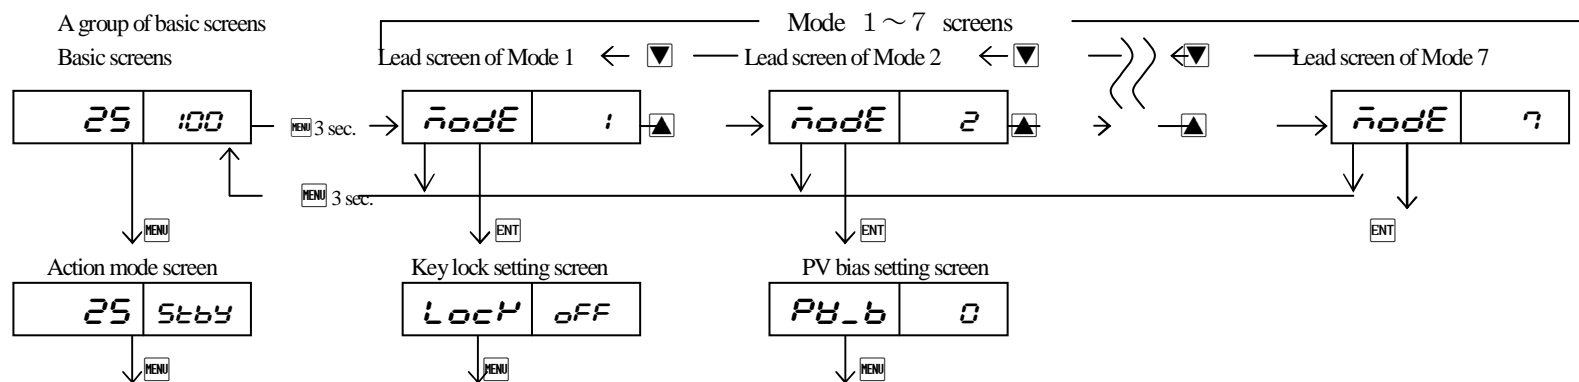 A group of basic screens
Mode １～７ screens
Basic screens
Lead screen of Mode 1 ← ▼ Lead screen of Mode 2 ← ▼ ← ▼ Lead screen of Mode 7
25 100 MENU 3 sec. → modE 1 ▲ → modE 2 ▲ → ▲ → modE 7
MENU 3 sec.
MENU ENT ENT ENT
Action mode screen Key lock setting screen PV bias setting screen
25 Stby Lock oFF PV_b 0
MENU MENU MENU